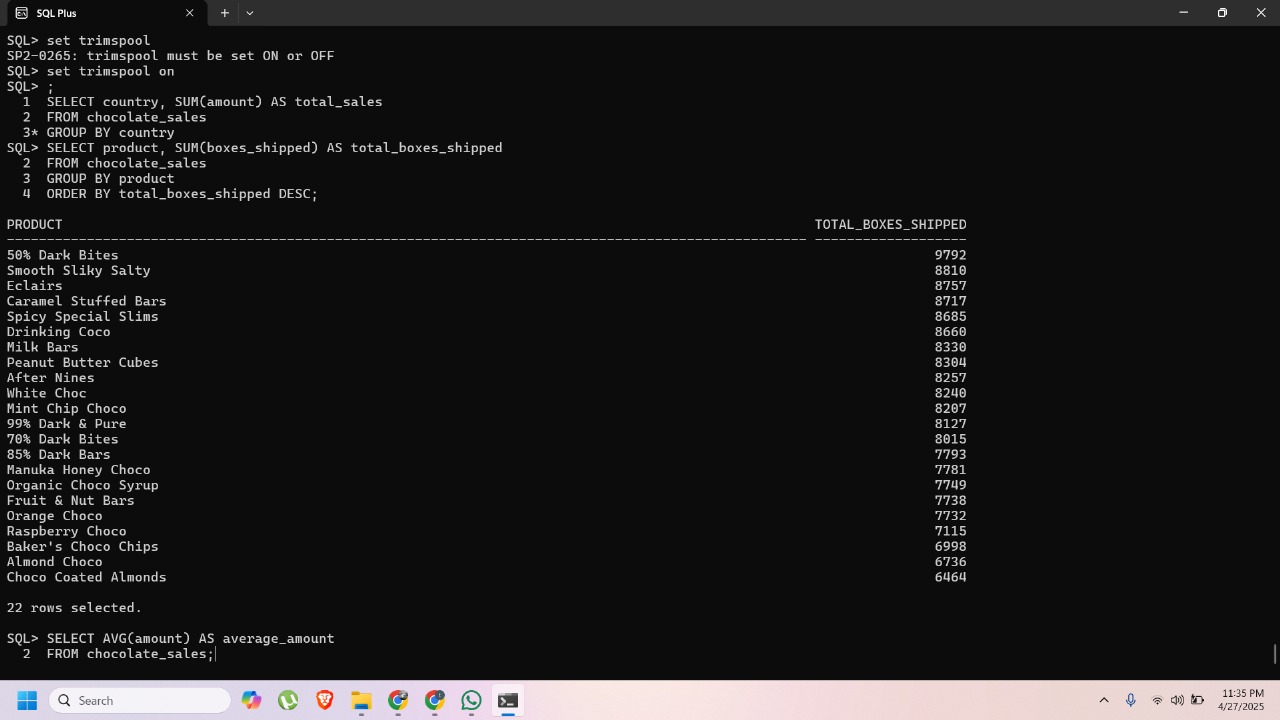 SQL Plus
SQL> set trimspool
SP2-0265: trimspool must be set ON or OFF
SQL> set trimspool on
SQL> ;
  1  SELECT country, SUM(amount) AS total_sales
  2  FROM chocolate_sales
  3* GROUP BY country
SQL> SELECT product, SUM(boxes_shipped) AS total_boxes_shipped
  2  FROM chocolate_sales
  3  GROUP BY product
  4  ORDER BY total_boxes_shipped DESC;
PRODUCT TOTAL_BOXES_SHIPPED
50% Dark Bites 9792
Smooth Sliky Salty 8810
Eclairs 8757
Caramel Stuffed Bars 8717
Spicy Special Slims 8685
Drinking Coco 8660
Milk Bars 8330
Peanut Butter Cubes 8304
After Nines 8257
White Choc 8240
Mint Chip Choco 8207
99% Dark & Pure 8127
70% Dark Bites 8015
85% Dark Bars 7793
Manuka Honey Choco 7781
Organic Choco Syrup 7749
Fruit & Nut Bars 7738
Orange Choco 7732
Raspberry Choco 7115
Baker's Choco Chips 6998
Almond Choco 6736
Choco Coated Almonds 6464
22 rows selected.
SQL> SELECT AVG(amount) AS average_amount
  2  FROM chocolate_sales;
Search
11:35 PM
4/27/2025